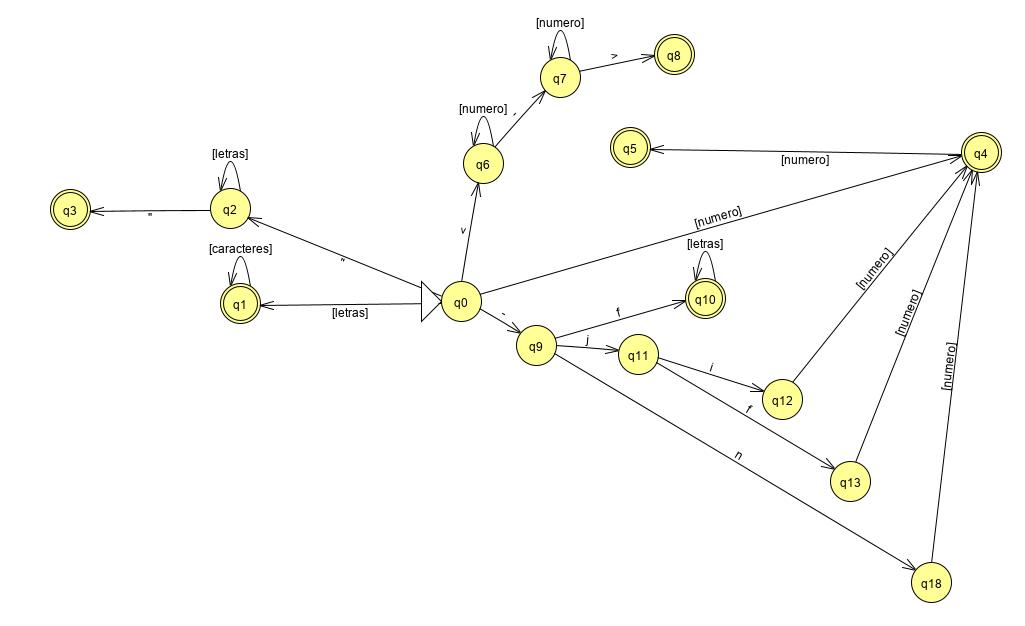 [numero]
q7
>
q8
[numero]
,
q6
q5
[numero]
q4
[letras]
q2
"
q3
"
v
[numero]
[caracteres]
q1
[letras]
q0
[letras]
q10
[numero]
-
f
q9
j
q11
i
q12
[numero]
f
q13
[numero]
n
q18